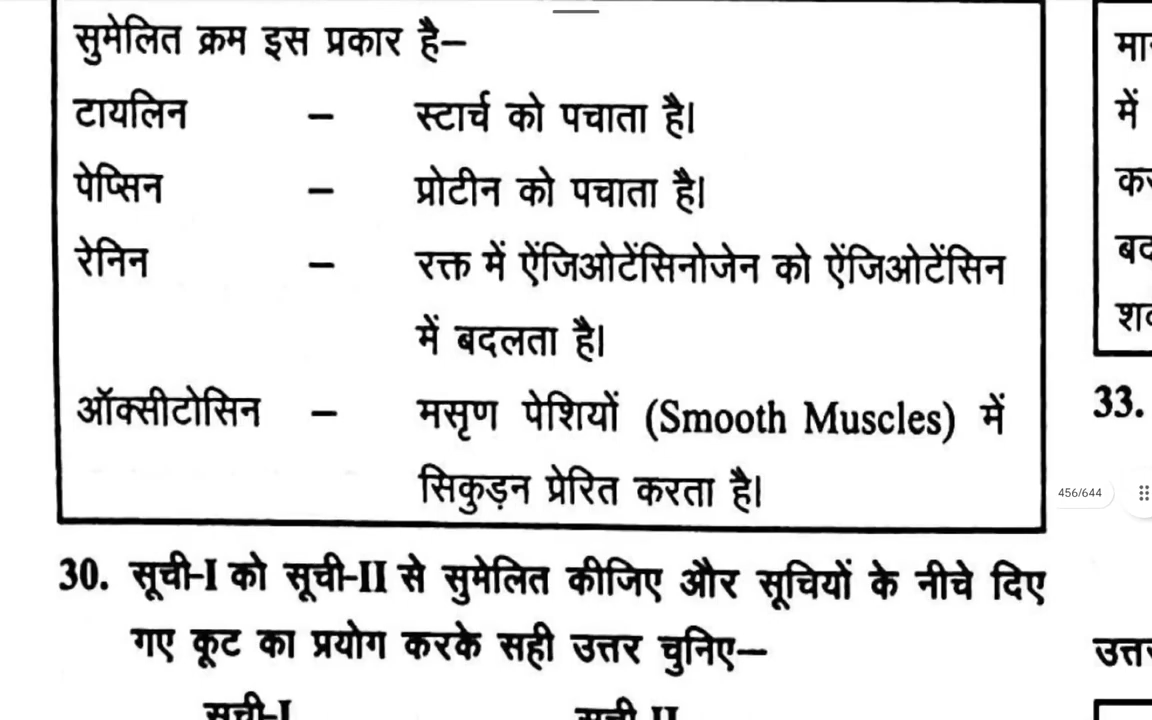 सुमेलित क्रम इस प्रकार है–
टायलिन – स्टार्च को पचाता है।
पेप्सिन – प्रोटीन को पचाता है।
रेनिन – रक्त में ऐंजिओटेंसिनोजेन को ऐंजिओटेंसिन
में बदलता है।
ऑक्सीटोसिन – मसृण पेशियों (Smooth Muscles) में
सिकुड़न प्रेरित करता है।
30. सूची-I को सूची-II से सुमेलित कीजिए और सूचियों के नीचे दिए
गए कूट का प्रयोग करके सही उत्तर चुनिए–
सूची-I सूची-II
में
33.
456/644